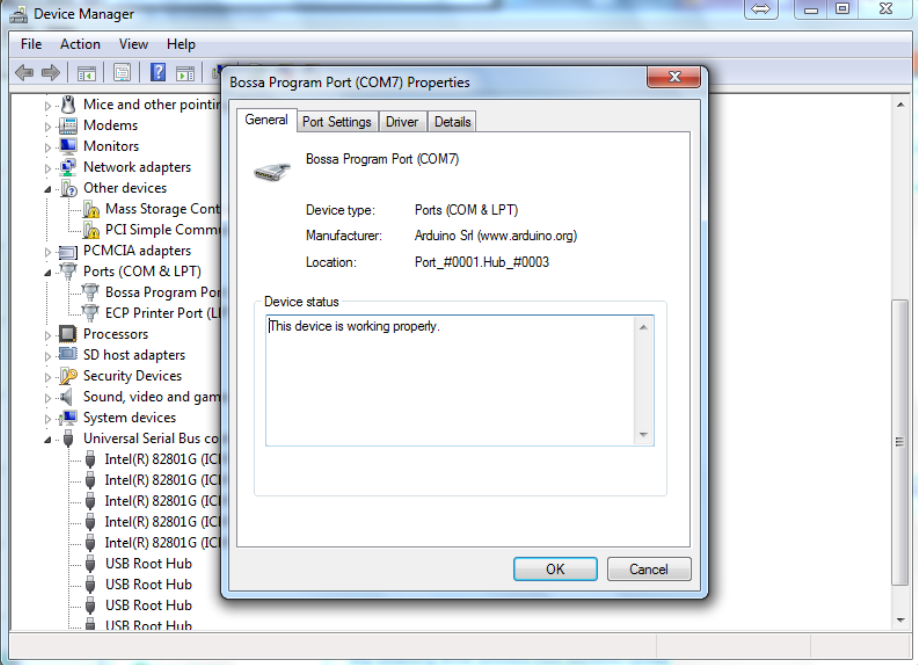 Device Manager
File Action View Help
Mice and other pointin
Modems
Monitors
Network adapters
Other devices
Mass Storage Cont
PCI Simple Commu
PCMCIA adapters
Ports (COM & LPT)
Bossa Program Por
ECP Printer Port (L
Processors
SD host adapters
Security Devices
Sound, video and gam
System devices
Universal Serial Bus co
Intel(R) 82801G (ICI
Intel(R) 82801G (ICI
Intel(R) 82801G (ICI
Intel(R) 82801G (ICI
Intel(R) 82801G (ICI
USB Root Hub
USB Root Hub
USB Root Hub
USB Root Hub
Bossa Program Port (COM7) Properties
General Port Settings Driver Details
Bossa Program Port (COM7)
Device type: Ports (COM & LPT)
Manufacturer: Arduino Srl (www.arduino.org)
Location: Port_#0001.Hub_#0003
Device status
This device is working properly.
OK Cancel